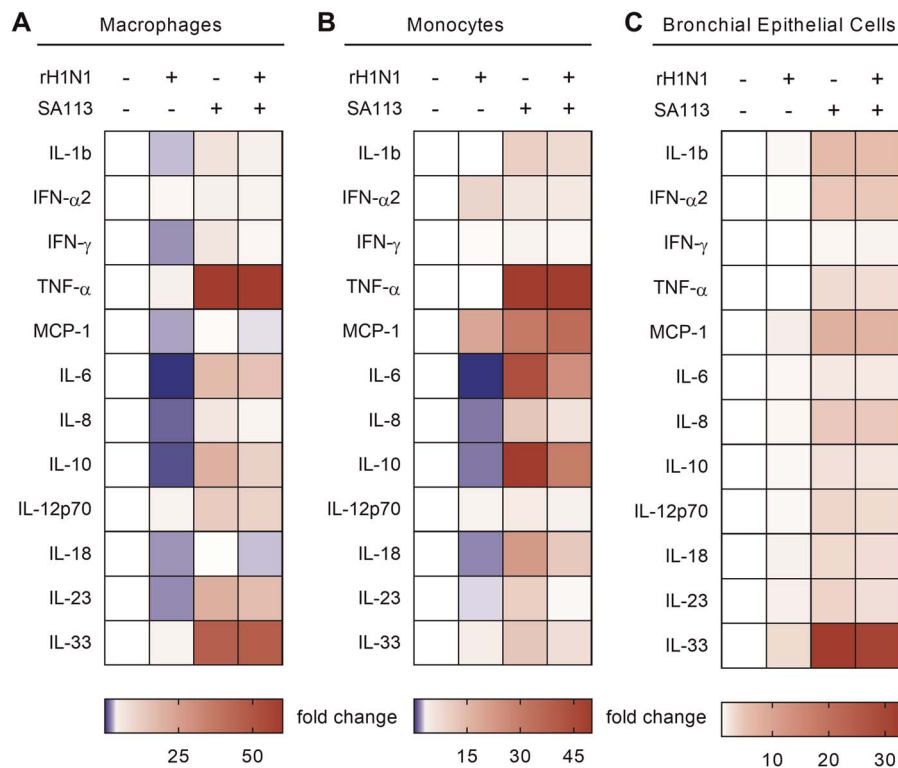 A Macrophages B Monocytes C Bronchial Epithelial Cells
rH1N1 - + - + rH1N1 - + - + rH1N1 - + - +
SA113 - - + + SA113 - - + + SA113 - - + +
IL-1b IL-1b IL-1b
IFN-α2 IFN-α2 IFN-α2
IFN-γ IFN-γ IFN-γ
TNF-α TNF-α TNF-α
MCP-1 MCP-1 MCP-1
IL-6 IL-6 IL-6
IL-8 IL-8 IL-8
IL-10 IL-10 IL-10
IL-12p70 IL-12p70 IL-12p70
IL-18 IL-18 IL-18
IL-23 IL-23 IL-23
IL-33 IL-33 IL-33
fold change fold change
25 50 15 30 45 10 20 30